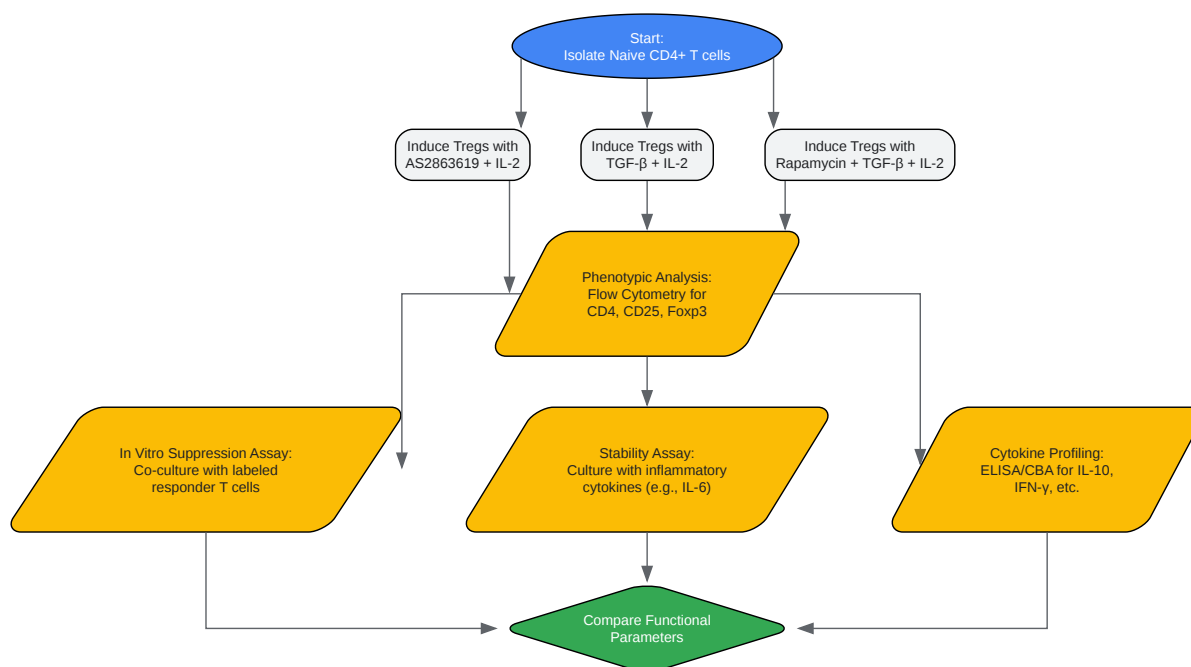 Start:
Isolate Naive CD4+ T cells
Induce Tregs with
AS2863619 + IL-2
Induce Tregs with
TGF-β + IL-2
Induce Tregs with
Rapamycin + TGF-β + IL-2
Phenotypic Analysis:
Flow Cytometry for
CD4, CD25, Foxp3
In Vitro Suppression Assay:
Co-culture with labeled
responder T cells
Stability Assay:
Culture with inflammatory
cytokines (e.g., IL-6)
Cytokine Profiling:
ELISA/CBA for IL-10,
IFN-γ, etc.
Compare Functional
Parameters